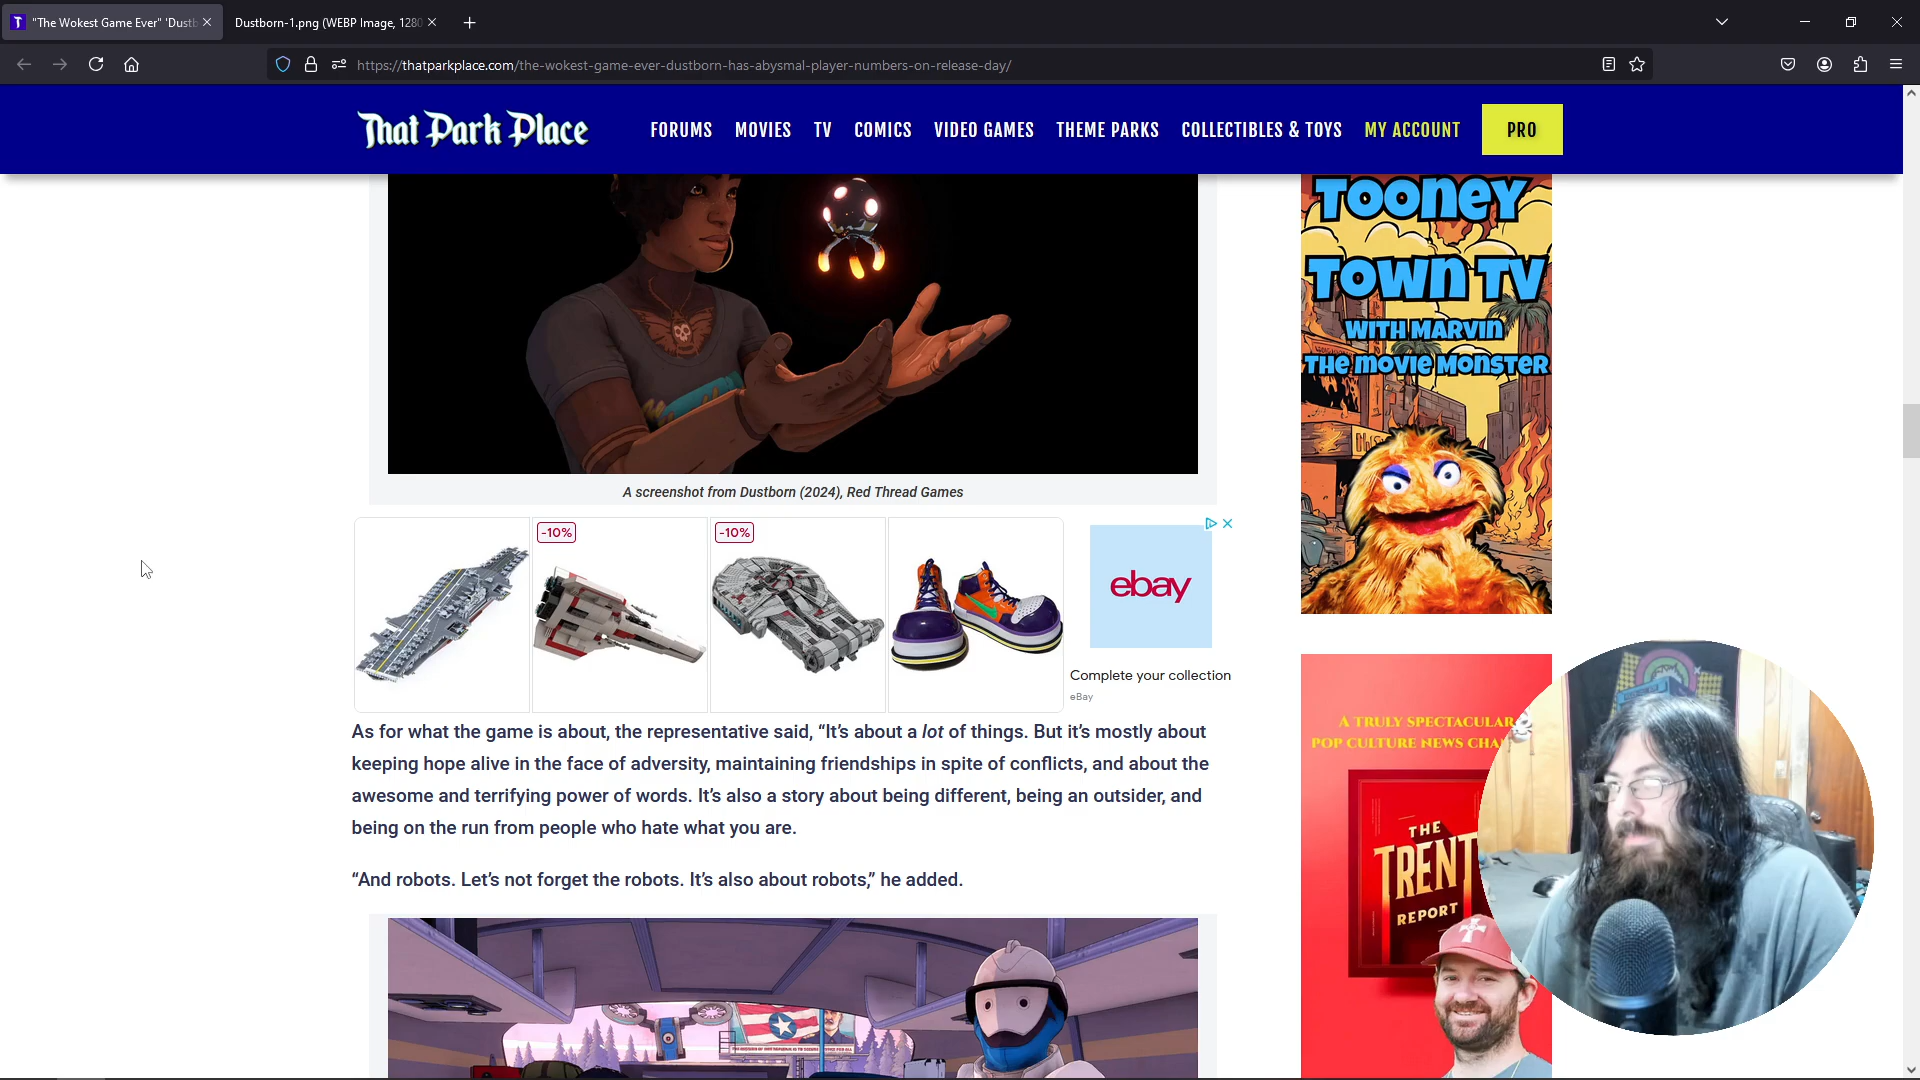 "The Wokest Game Ever" 'Dustb
Dustborn-1.png (WEBP Image, 1280
https://thatparkplace.com/the-wokest-game-ever-dustborn-has-abysmal-player-numbers-on-release-day/
That Park Place
FORUMS MOVIES TV COMICS VIDEO GAMES THEME PARKS COLLECTIBLES & TOYS MY ACCOUNT PRO
TOONEY
TOWN TV
WITH MARVIN
THE MOVIE MONSTER
A screenshot from Dustborn (2024), Red Thread Games
-10%
-10%
ebay
Complete your collection
eBay
As for what the game is about, the representative said, “It’s about a lot of things. But it’s mostly about
keeping hope alive in the face of adversity, maintaining friendships in spite of conflicts, and about the
awesome and terrifying power of words. It’s also a story about being different, being an outsider, and
being on the run from people who hate what you are.
“And robots. Let’s not forget the robots. It’s also about robots,” he added.
A TRULY SPECTACULAR
POP CULTURE NEWS CHA
THE
TRENT
REPORT